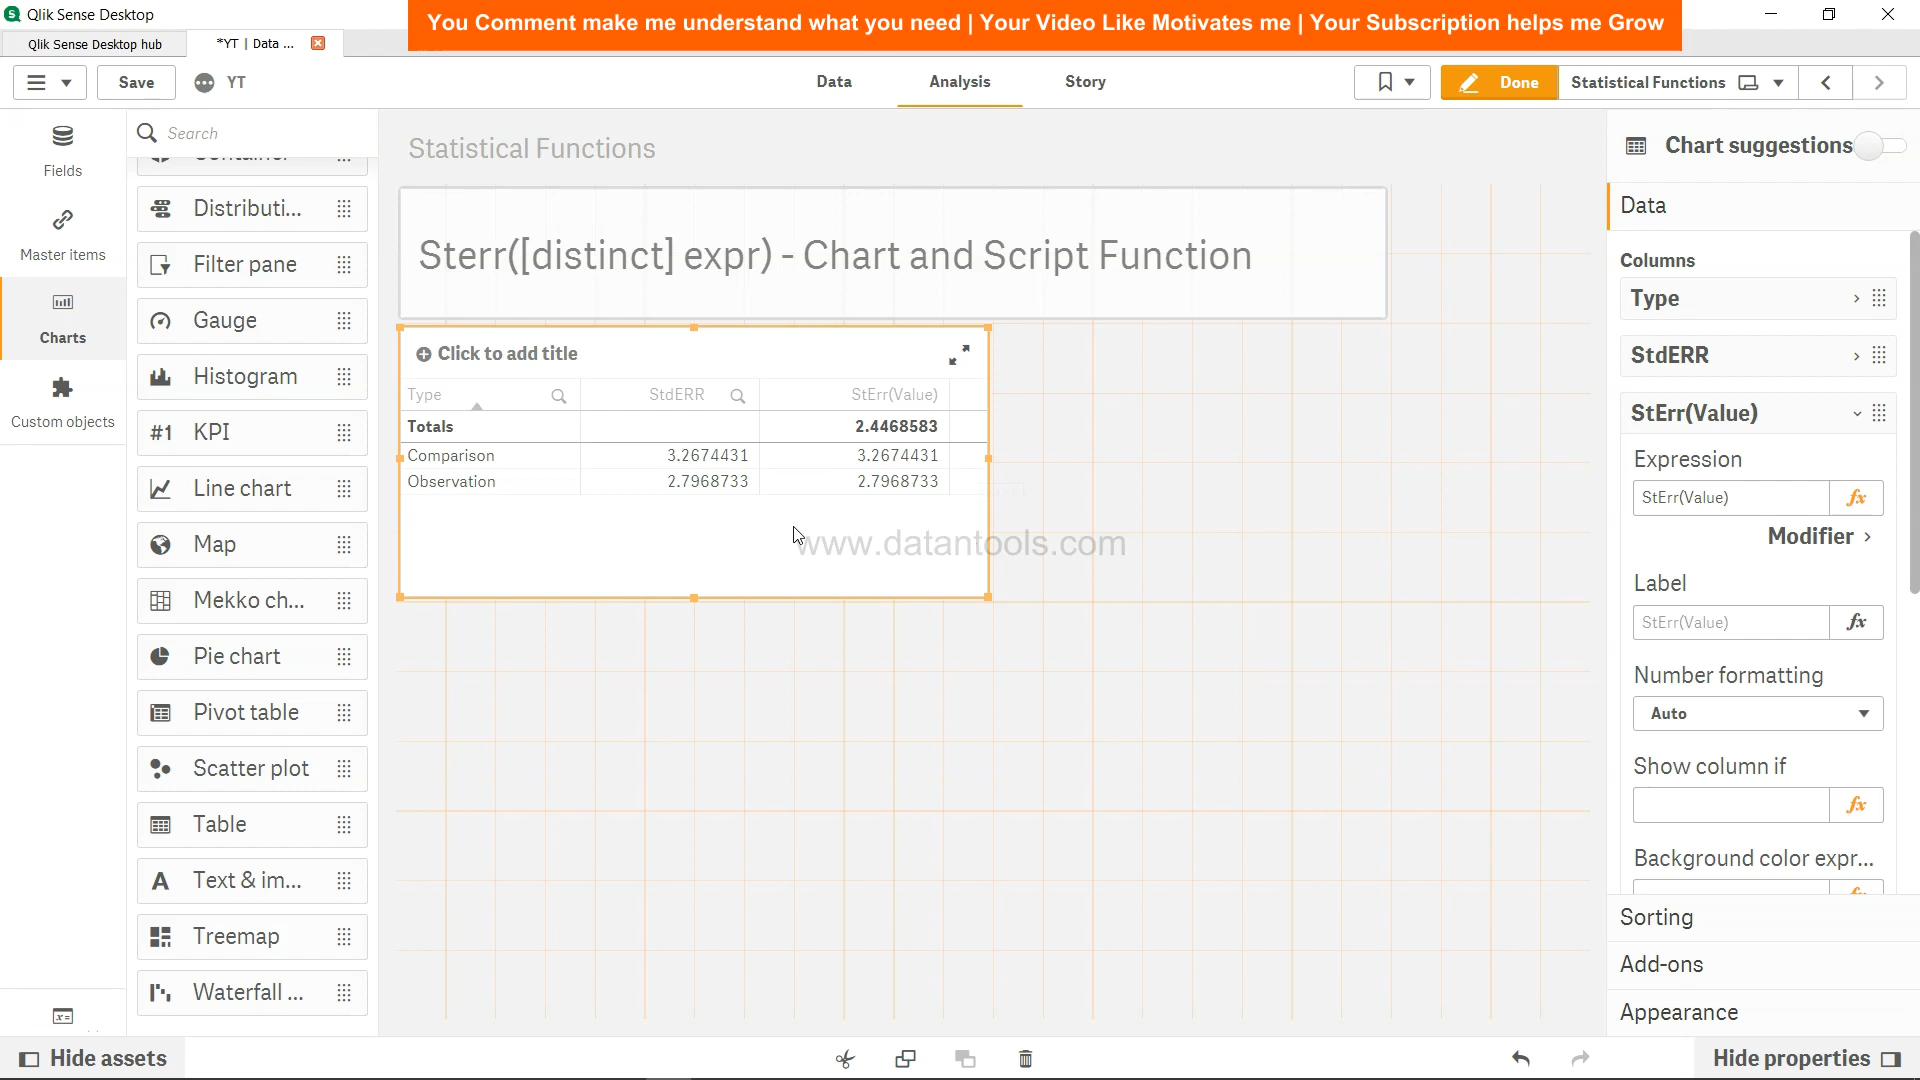 Qlik Sense Desktop
You Comment make me understand what you need | Your Video Like Motivates me | Your Subscription helps me Grow
Qlik Sense Desktop hub
*YT | Data ...
Save
YT
Data
Analysis
Story
Done
Statistical Functions
Fields
Master items
Charts
Custom objects
Search
Container
Distributi...
Filter pane
Gauge
Histogram
#1 KPI
Line chart
Map
Mekko ch...
Pie chart
Pivot table
Scatter plot
Table
A Text & im...
Treemap
Waterfall ...
Statistical Functions
Sterr([distinct] expr) - Chart and Script Function
Click to add title
Type StdERR StErr(Value)
Totals 2.4468583
Comparison 3.2674431 3.2674431
Observation 2.7968733 2.7968733
www.datantools.com
Chart suggestions
Data
Columns
Type
StdERR
StErr(Value)
Expression
StErr(Value) fx
Modifier
Label
StErr(Value) fx
Number formatting
Auto
Show column if
fx
Background color expr...
fx
Sorting
Add-ons
Appearance
Hide assets
Hide properties